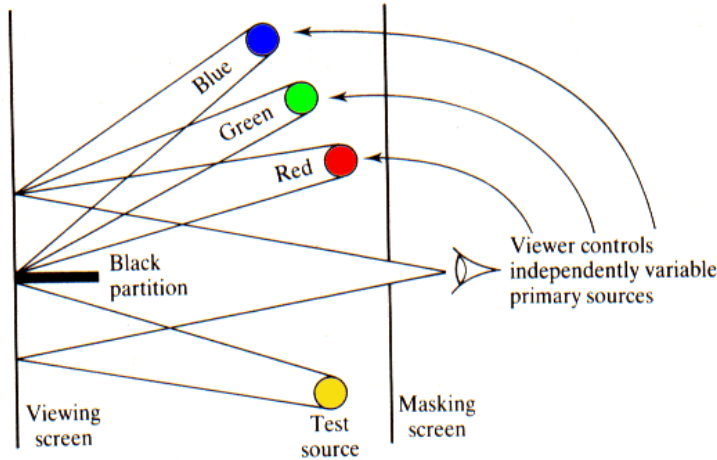 Blue
Green
Red
Black
partition
Viewer controls
independently variable
primary sources
Viewing
screen
Test
source
Masking
screen